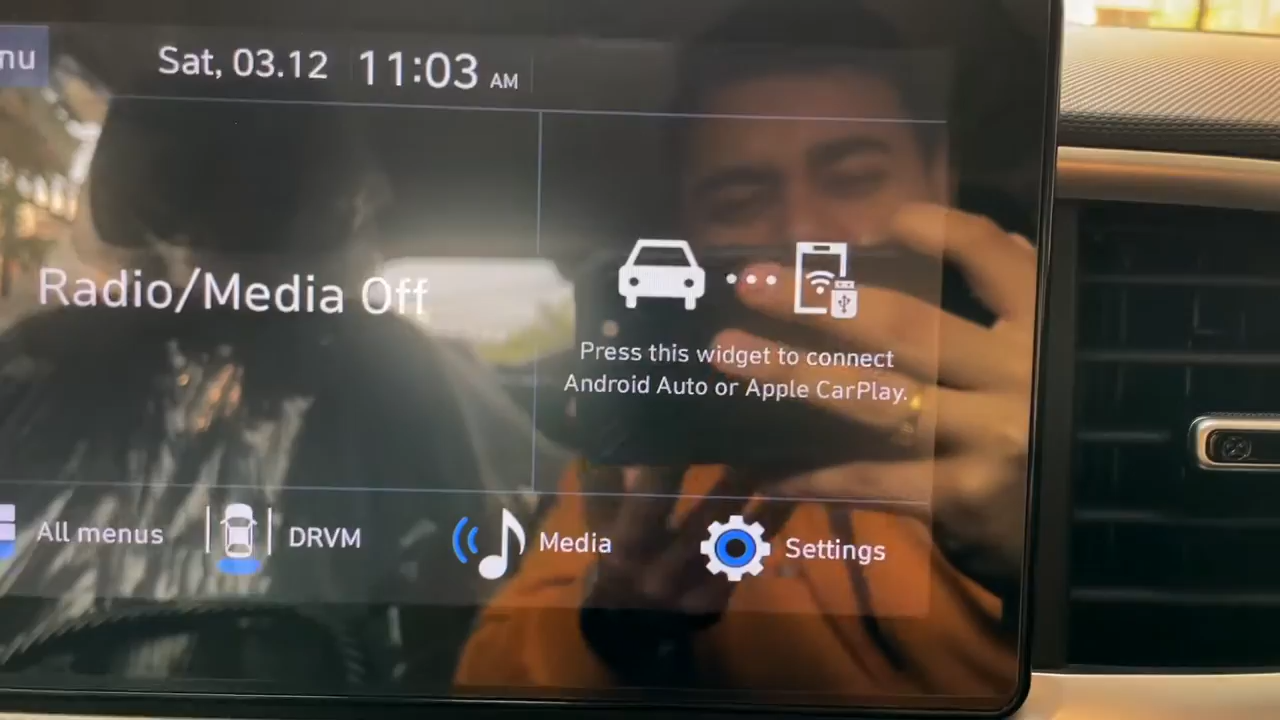 nu
Sat, 03.12
11:03 AM
Radio/Media Off
Press this widget to connect
Android Auto or Apple CarPlay.
All menus
DRVM
Media
Settings